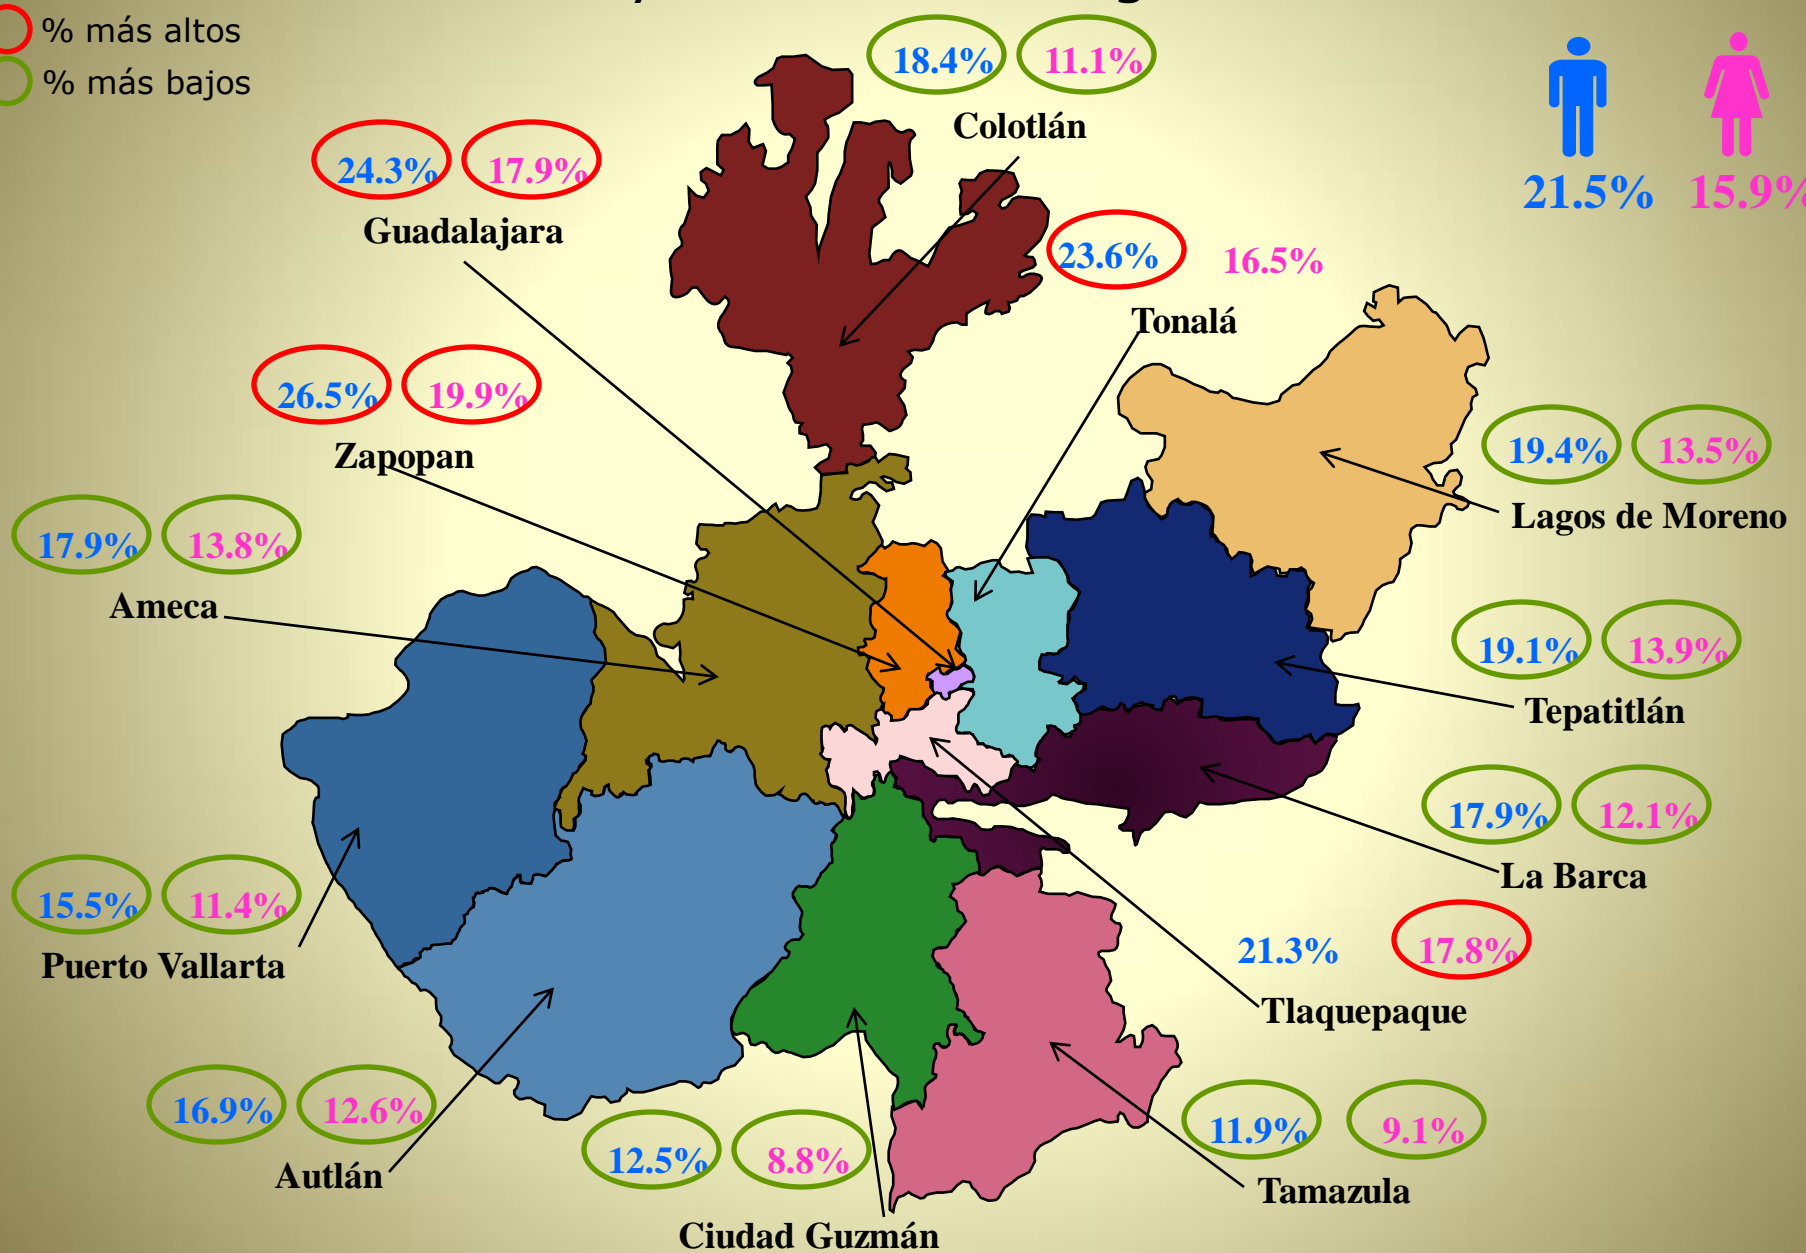 % más altos
% más bajos
18.4% 11.1%
Colotlán
21.5% 15.9%
24.3% 17.9%
Guadalajara
23.6% 16.5%
Tonalá
26.5% 19.9%
Zapopan
19.4% 13.5%
Lagos de Moreno
17.9% 13.8%
Ameca
19.1% 13.9%
Tepatitlán
17.9% 12.1%
La Barca
15.5% 11.4%
Puerto Vallarta
21.3% 17.8%
Tlaquepaque
16.9% 12.6%
Autlán
12.5% 8.8%
Ciudad Guzmán
11.9% 9.1%
Tamazula